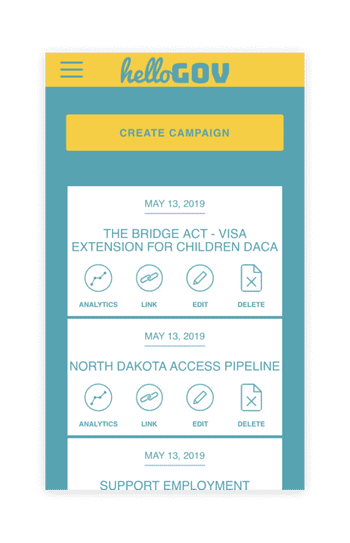 helloGOV
CREATE CAMPAIGN
MAY 13, 2019
THE BRIDGE ACT - VISA
EXTENSION FOR CHILDREN DACA
ANALYTICS LINK EDIT DELETE
MAY 13, 2019
NORTH DAKOTA ACCESS PIPELINE
ANALYTICS LINK EDIT DELETE
MAY 13, 2019
SUPPORT EMPLOYMENT